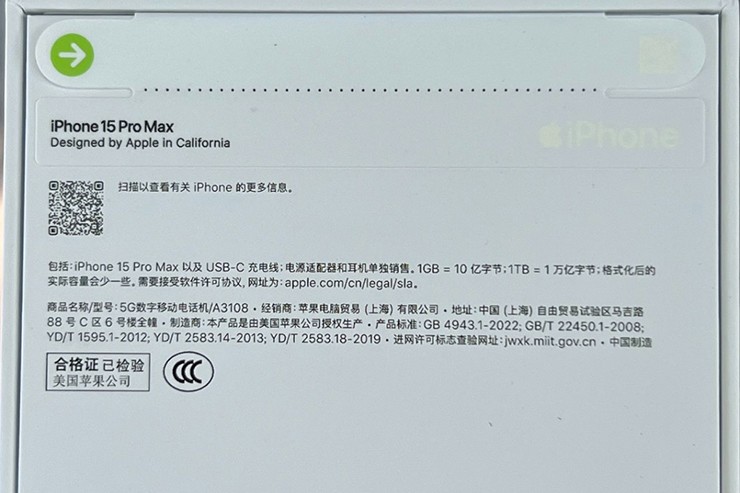 iPhone 15 Pro Max
Designed by Apple in California
iPhone
扫描以查看有关 iPhone 的更多信息。
包括:iPhone 15 Pro Max 以及 USB-C 充电线;电源适配器和耳机单独销售。1GB = 10 亿字节;1TB = 1 万亿字节;格式化后的
实际容量会少一些。需要接受软件许可协议, 网址为:apple.com/cn/legal/sla。
商品名称/型号:5G数字移动电话机/A3108・经销商:苹果电脑贸易 (上海) 有限公司・地址:中国 (上海) 自由贸易试验区马吉路
88 号 C 区 6 号楼全幢・制造商:本产品是由美国苹果公司授权生产・产品标准:GB 4943.1-2022; GB/T 22450.1-2008;
YD/T 1595.1-2012; YD/T 2583.14-2013; YD/T 2583.18-2019・进网许可标志查验网址:jwxk.miit.gov.cn・中国制造
合格证 已检验
美国苹果公司
CCC